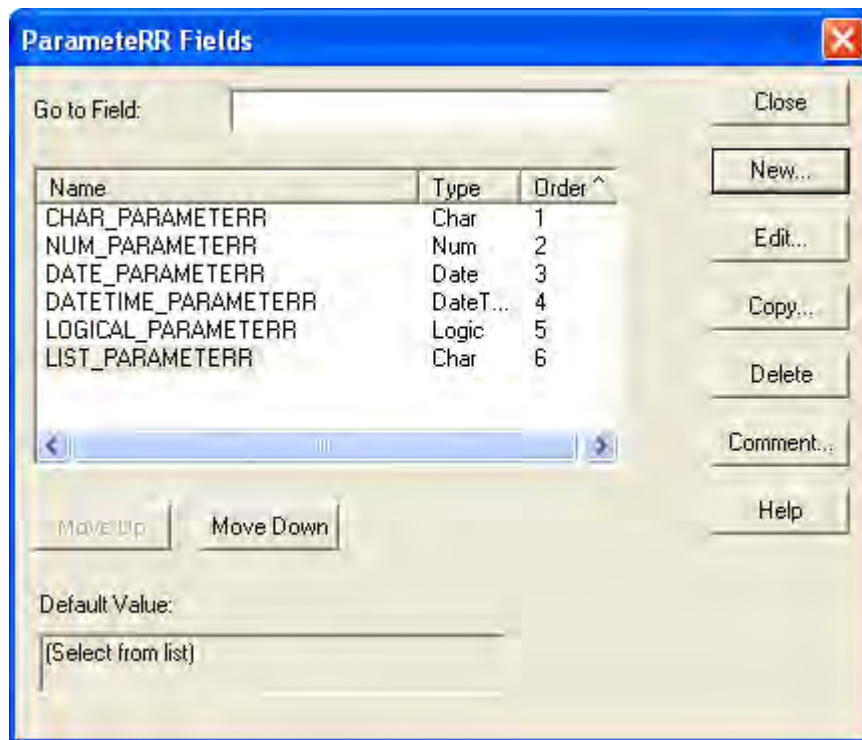 ParameteRR Fields
Go to Field:
Close
New...
Name Type Order
CHAR_PARAMETERR Char 1
NUM_PARAMETERR Num 2
DATE_PARAMETERR Date 3
DATETIME_PARAMETERR DateT... 4
LOGICAL_PARAMETERR Logic 5
LIST_PARAMETERR Char 6
Edit...
Copy...
Delete
Comment...
Help
Move Up Move Down
Default Value:
(Select from list)